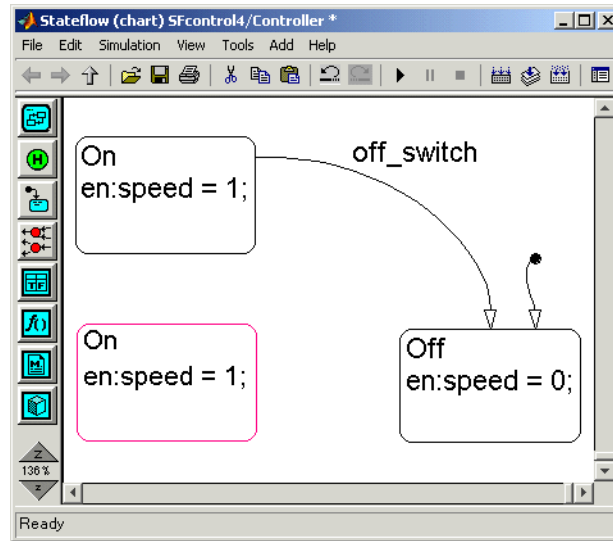 Stateflow (chart) SFcontrol4/Controller *
File Edit Simulation View Tools Add Help
On
en:speed = 1;
off_switch
H
TF
f()
M
On
en:speed = 1;
Off
en:speed = 0;
Z
136%
z
Ready